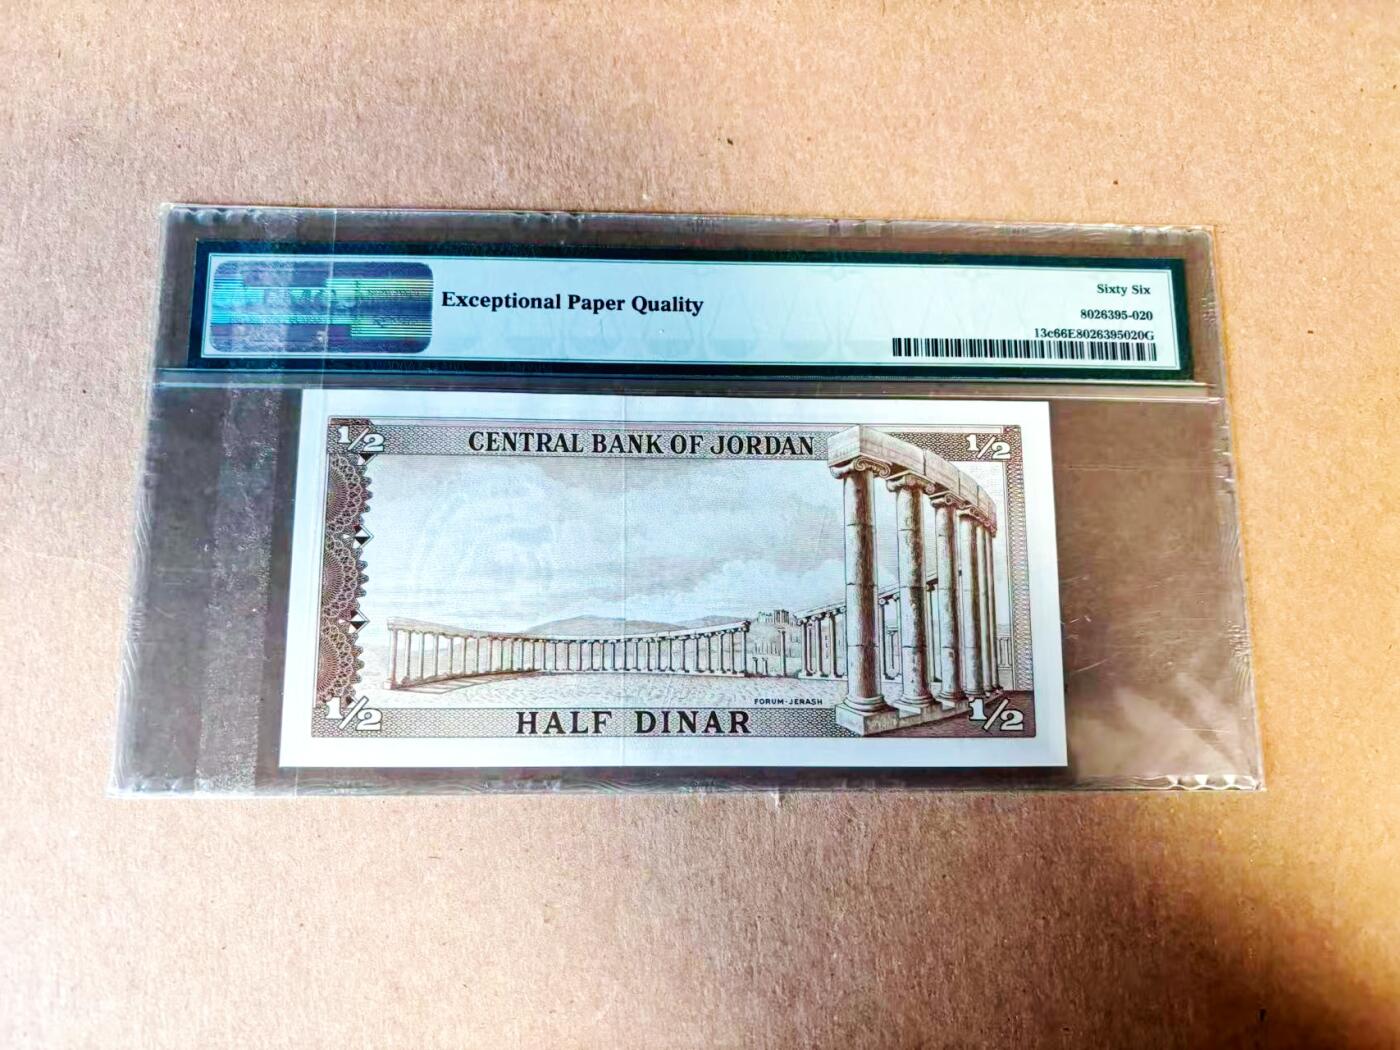 Exceptional Paper Quality
Sixty Six
8026395-020
13c66E8026395020G
1/2
CENTRAL BANK OF JORDAN
1/2
FORUM-JERASH
1/2
HALF DINAR
1/2